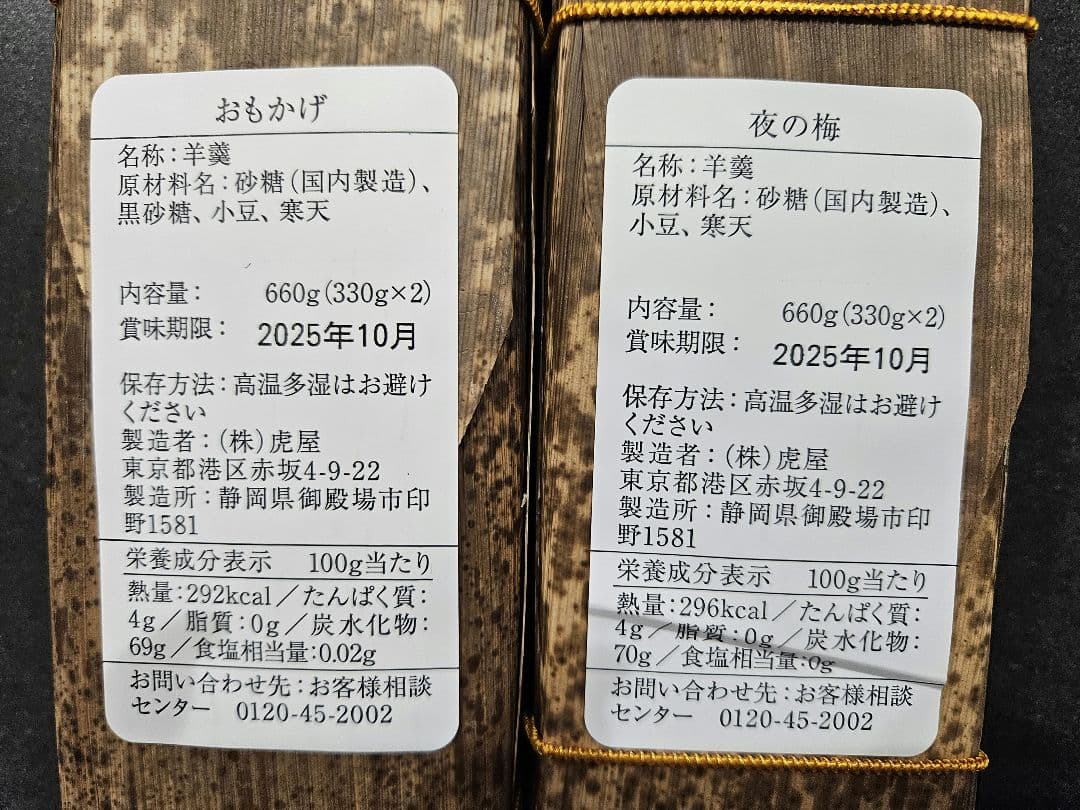 おもかげ
名称：羊羹
原材料名：砂糖（国内製造）、
黒砂糖、小豆、寒天
内容量： 660g（330g×2）
賞味期限： 2025年10月
保存方法：高温多湿はお避け
ください
製造者：（株）虎屋
東京都港区赤坂4-9-22
製造所：静岡県御殿場市印
野1581
栄養成分表示 100g当たり
熱量：292kcal／たんぱく質：
4g／脂質：0g／炭水化物：
69g／食塩相当量：0.02g
お問い合わせ先：お客様相談
センター 0120-45-2002
夜の梅
名称：羊羹
原材料名：砂糖（国内製造）、
小豆、寒天
内容量： 660g（330g×2）
賞味期限： 2025年10月
保存方法：高温多湿はお避け
ください
製造者：（株）虎屋
東京都港区赤坂4-9-22
製造所：静岡県御殿場市印
野1581
栄養成分表示 100g当たり
熱量：296kcal／たんぱく質：
4g／脂質：0g／炭水化物：
70g／食塩相当量：0g
お問い合わせ先：お客様相談
センター 0120-45-2002